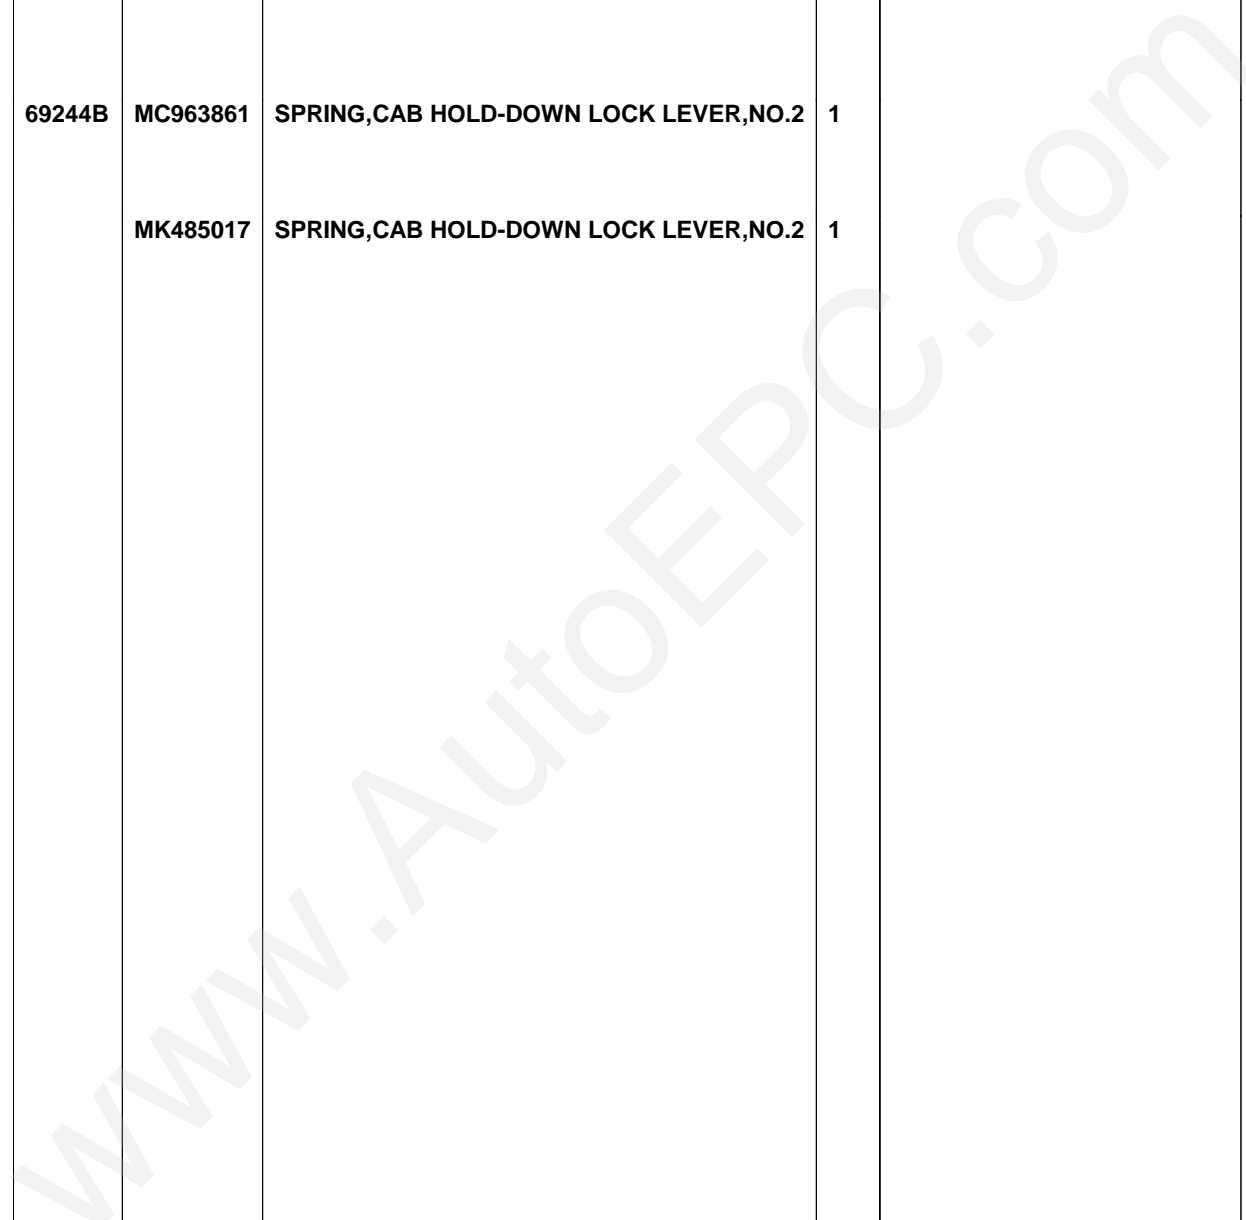 69244B MC963861 SPRING,CAB HOLD-DOWN LOCK LEVER,NO.2 1
MK485017 SPRING,CAB HOLD-DOWN LOCK LEVER,NO.2 1
www.AutoEPC.com